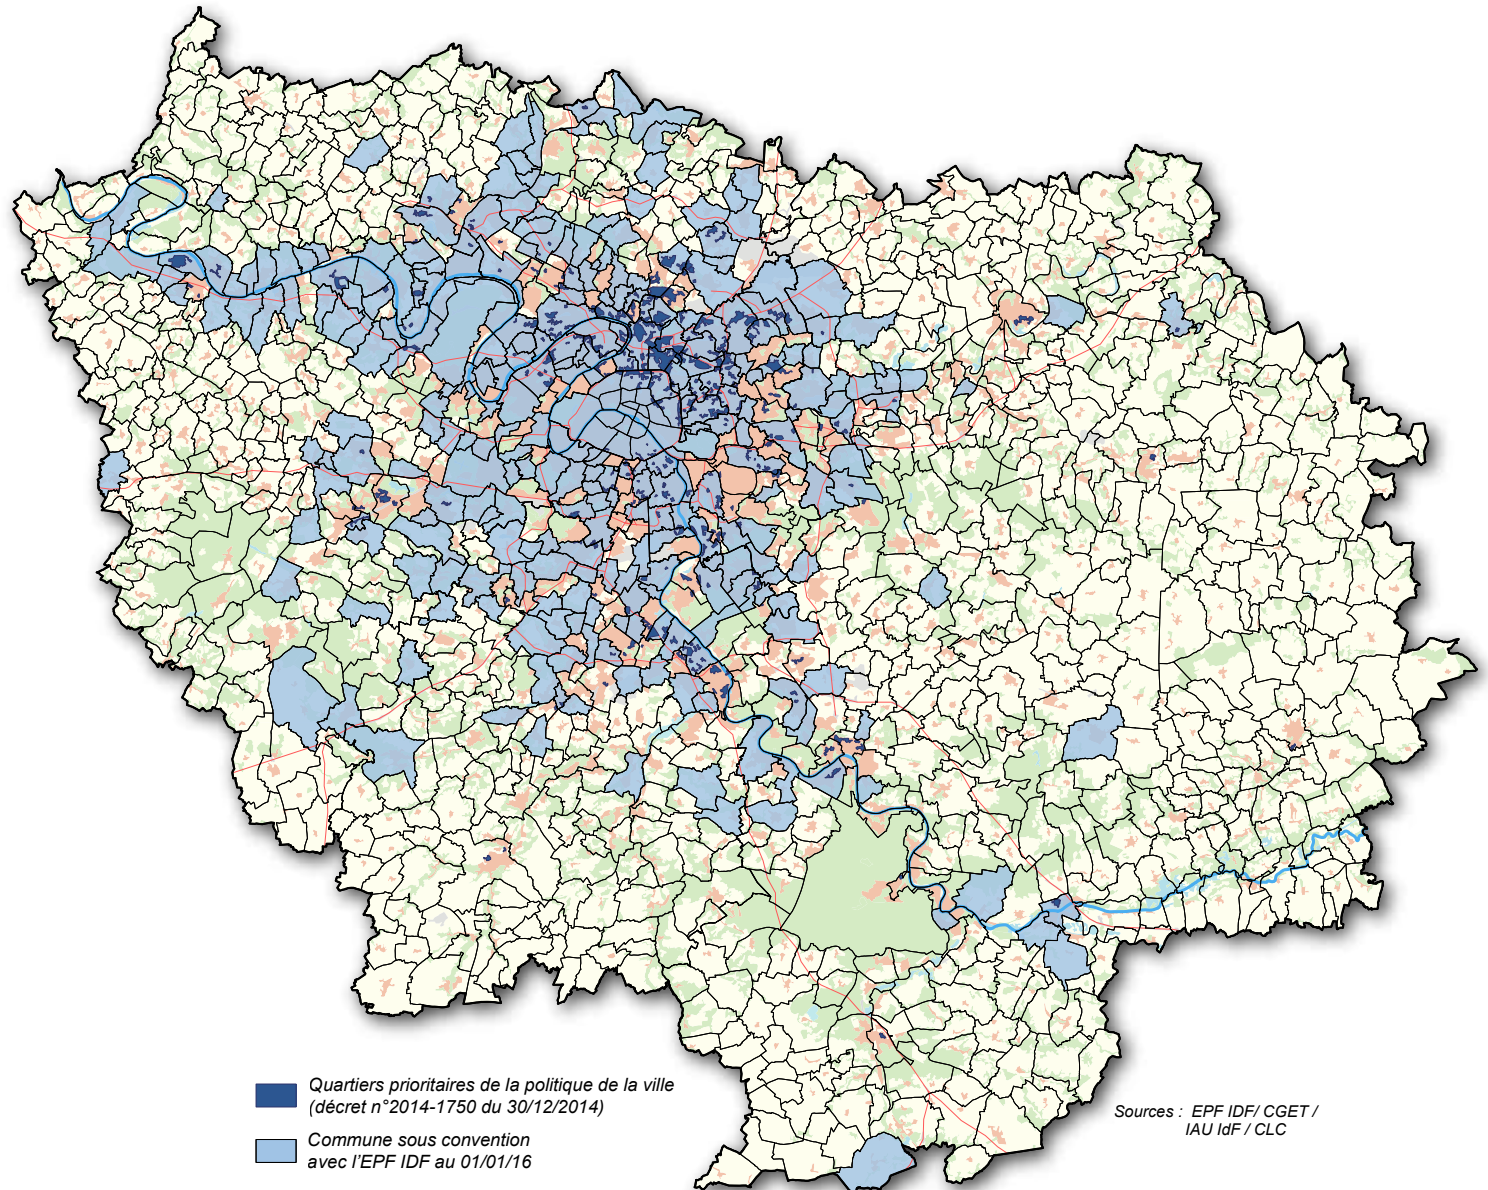 Quartiers prioritaires de la politique de la ville
(décret n°2014-1750 du 30/12/2014)
Commune sous convention
avec l'EPF IDF au 01/01/16
Sources : EPF IDF/ CGET /
IAU IdF / CLC